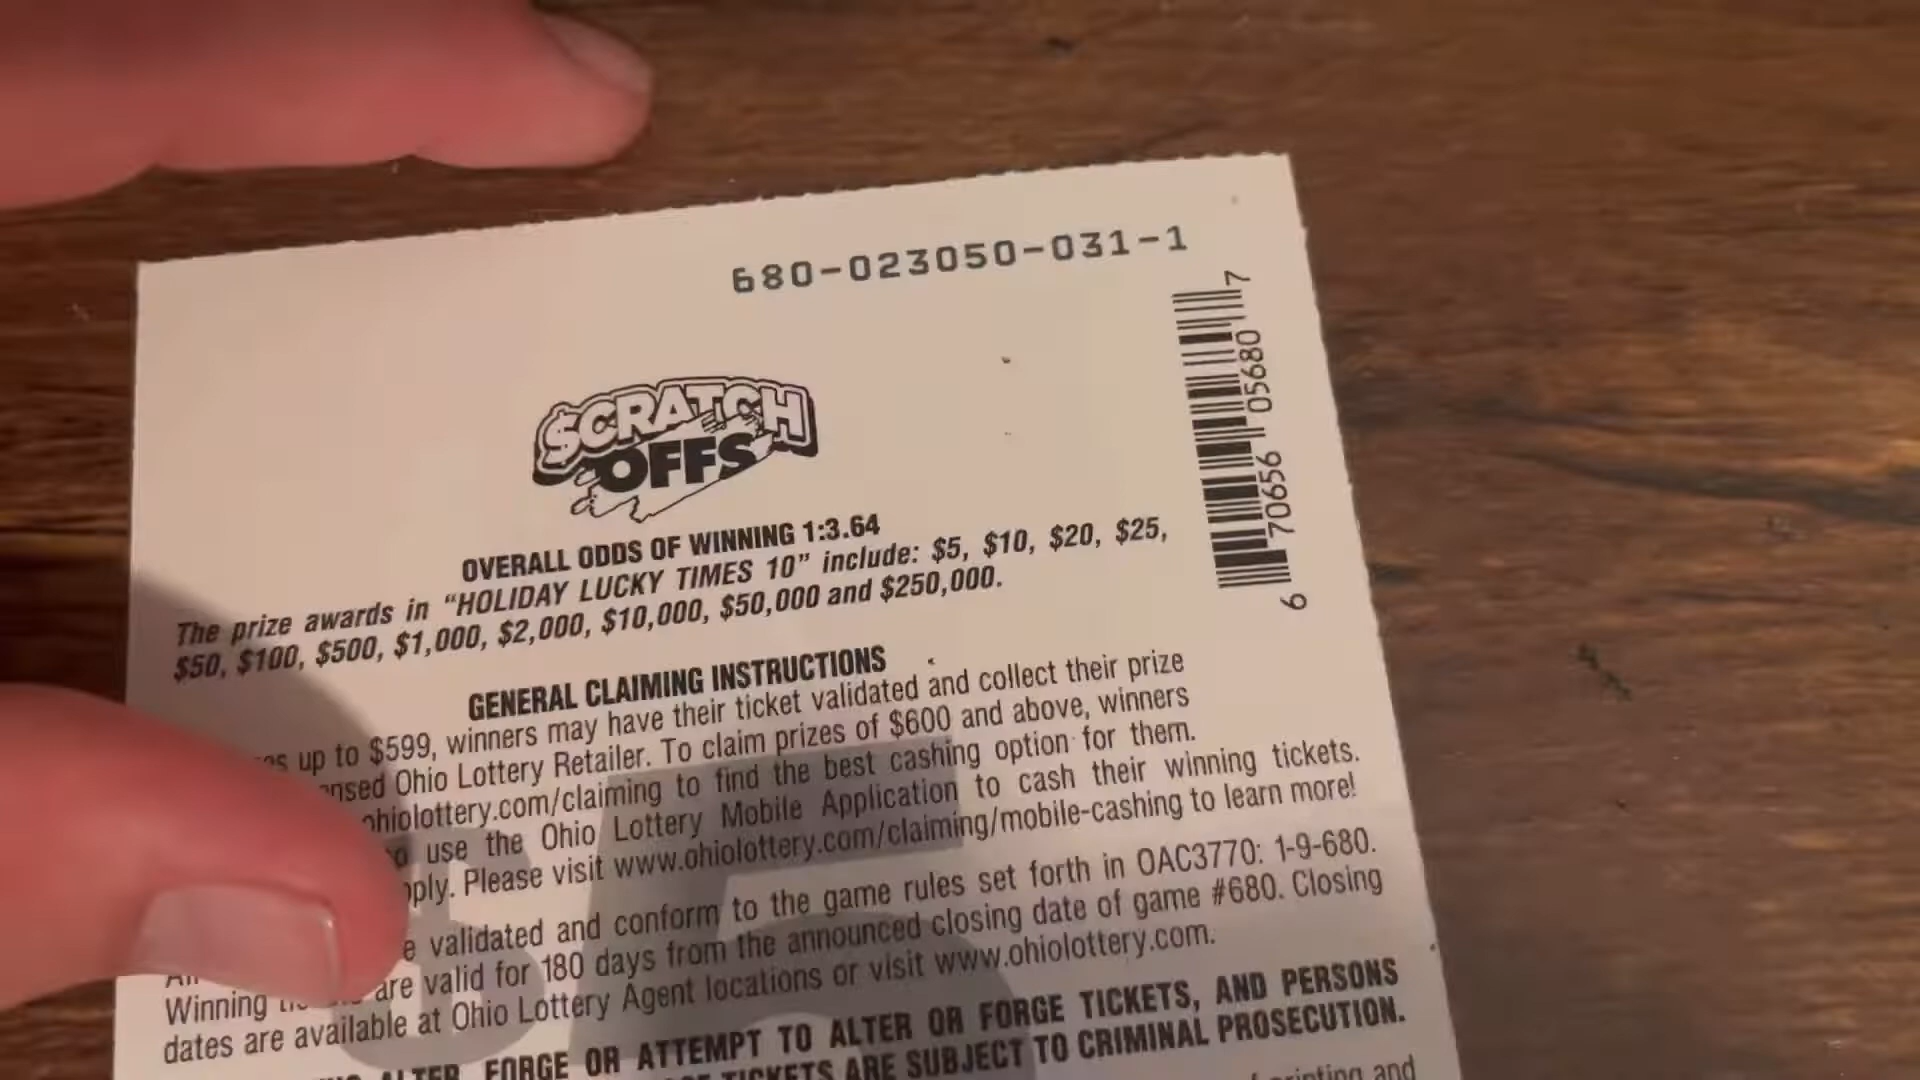 680-023050-031-1
6 70656 05680 7
$CRATCH
OFFS
OVERALL ODDS OF WINNING 1:3.64
The prize awards in “HOLIDAY LUCKY TIMES 10” include: $5, $10, $20, $25,
$50, $100, $500, $1,000, $2,000, $10,000, $50,000 and $250,000.
GENERAL CLAIMING INSTRUCTIONS
up to $599, winners may have their ticket validated and collect their prize
Ohio Lottery Retailer. To claim prizes of $600 and above, winners
ohiolottery.com/claiming to find the best cashing option for them.
use the Ohio Lottery Mobile Application to cash their winning tickets.
Please visit www.ohiolottery.com/claiming/mobile-cashing to learn more!
validated and conform to the game rules set forth in OAC3770: 1-9-680.
Winning are valid for 180 days from the announced closing date of game #680. Closing
dates are available at Ohio Lottery Agent locations or visit www.ohiolottery.com.
ALTER, FORGE OR ATTEMPT TO ALTER OR FORGE TICKETS, AND PERSONS
TICKETS ARE SUBJECT TO CRIMINAL PROSECUTION.
printing and
$5